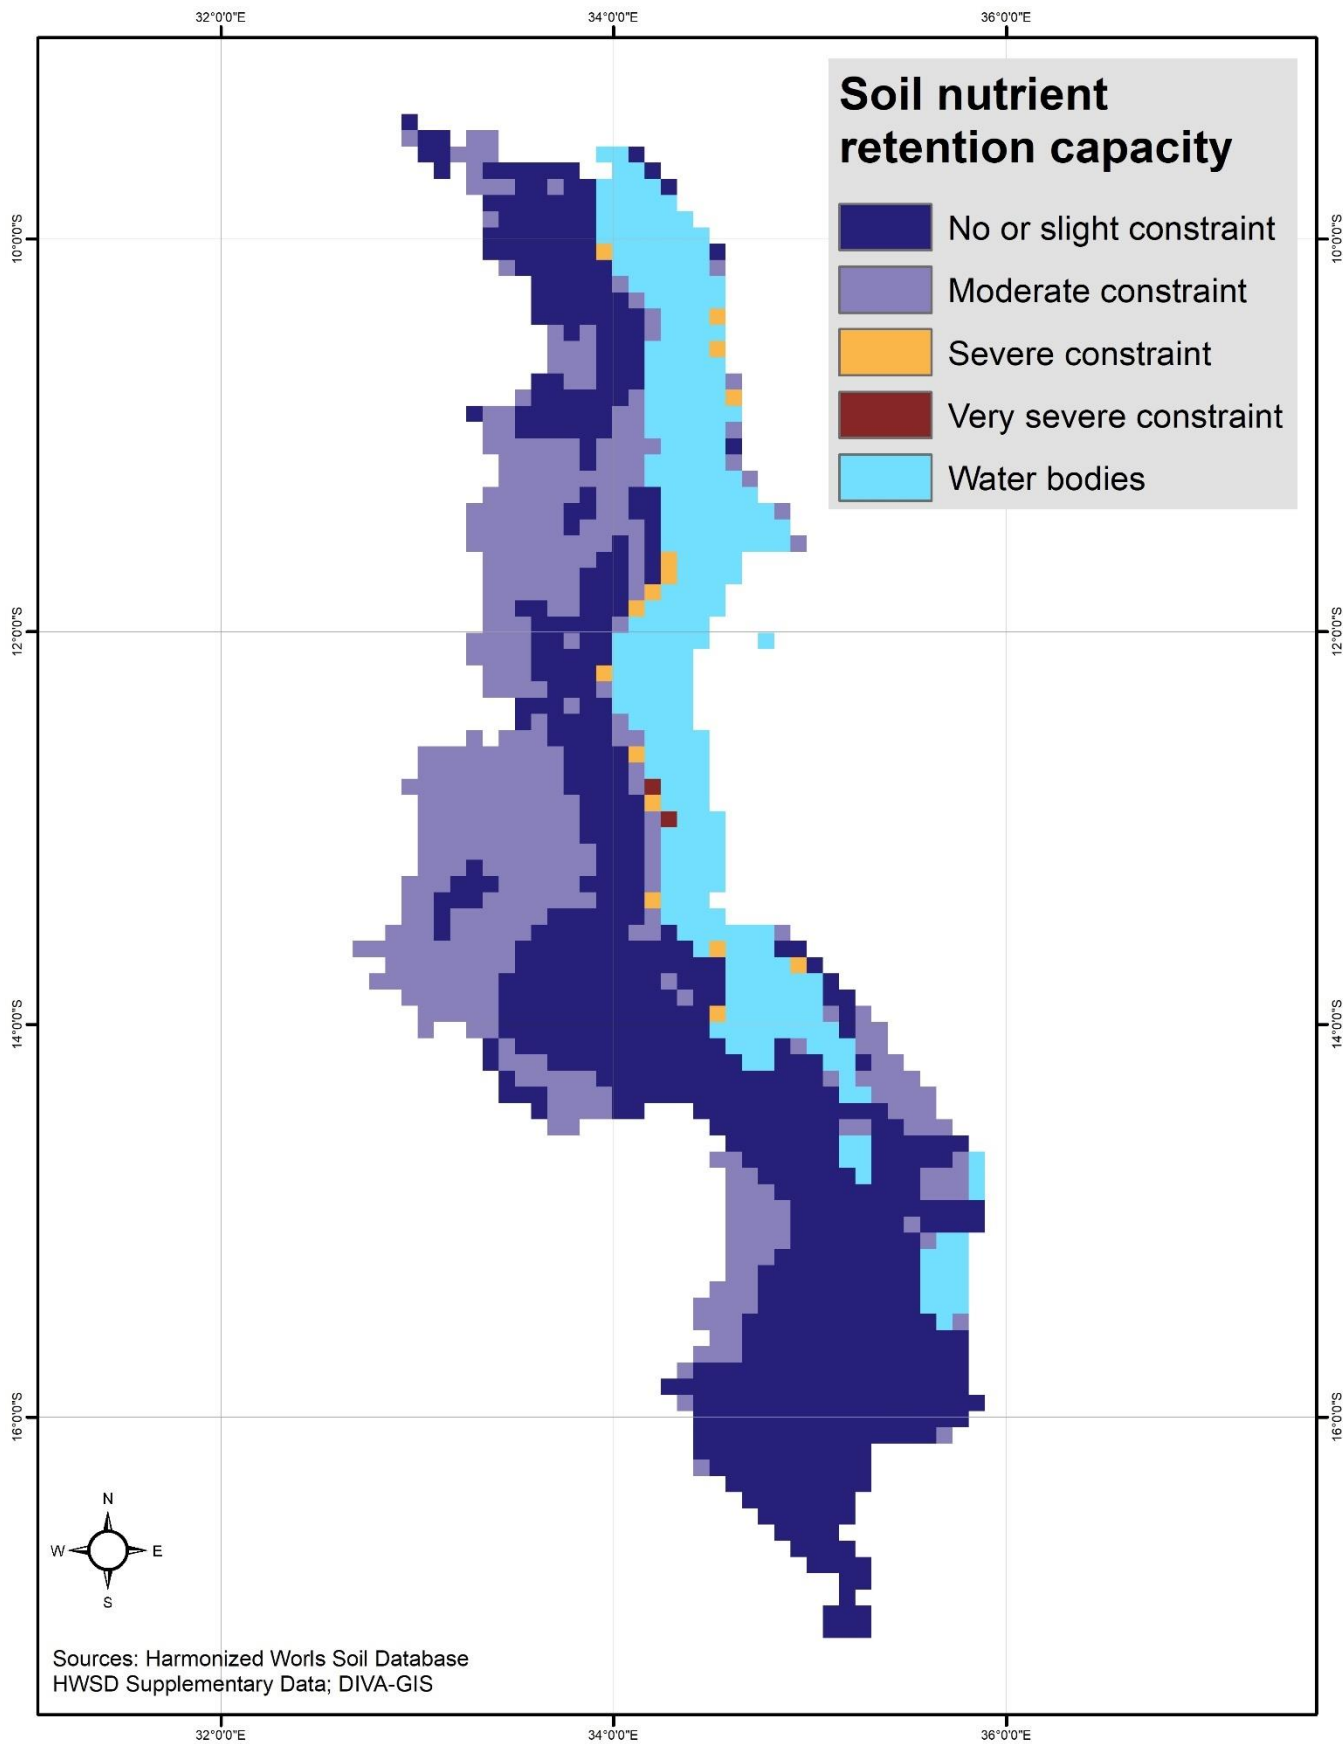 32°0'0"E 34°0'0"E 36°0'0"E
Soil nutrient
retention capacity
No or slight constraint
Moderate constraint
Severe constraint
Very severe constraint
Water bodies
10°0'0"S 10°0'0"S
12°0'0"S 12°0'0"S
14°0'0"S 14°0'0"S
16°0'0"S 16°0'0"S
N
W E
S
Sources: Harmonized Worls Soil Database
HWSD Supplementary Data; DIVA-GIS
32°0'0"E 34°0'0"E 36°0'0"E